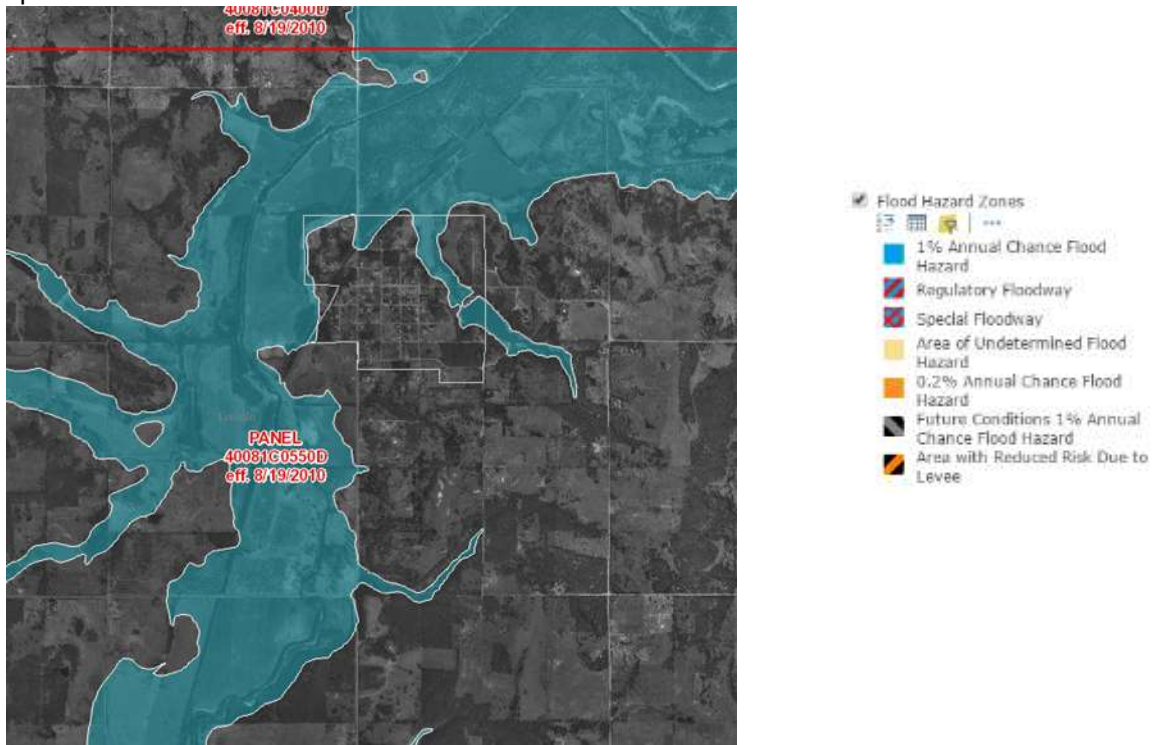 40081C0400D
eff. 8/19/2010
PANEL
40081C0550D
eff. 8/19/2010
Flood Hazard Zones
1% Annual Chance Flood
Hazard
Regulatory Floodway
Special Floodway
Area of Undetermined Flood
Hazard
0.2% Annual Chance Flood
Hazard
Future Conditions 1% Annual
Chance Flood Hazard
Area with Reduced Risk Due to
Levee